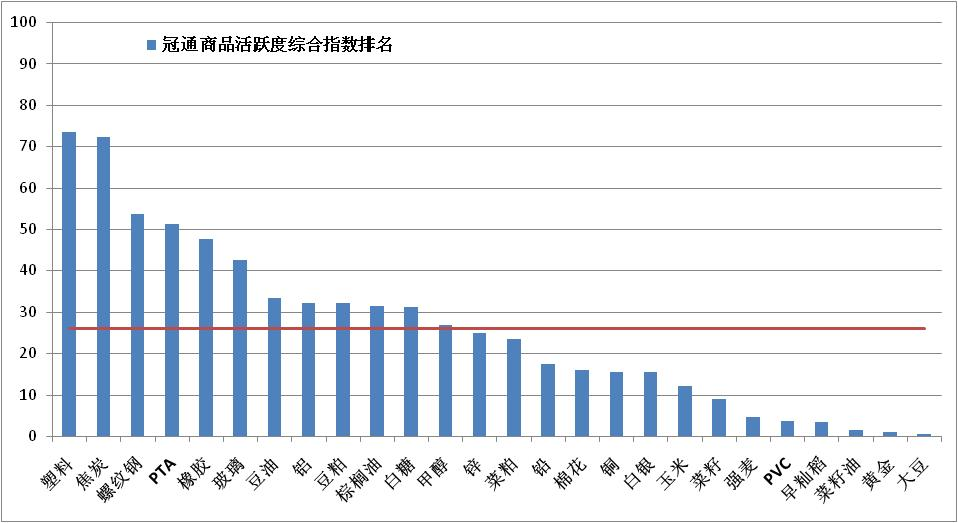 100
冠通商品活跃度综合指数排名
90
80
70
60
50
40
30
20
10
0
塑料
焦炭
螺纹钢
PTA
橡胶
玻璃
豆油
铝
豆粕
棕榈油
白糖
甲醇
锌
菜粕
铅
棉花
铜
白银
玉米
菜籽
强麦
PVC
早籼稻
菜籽油
黄金
大豆